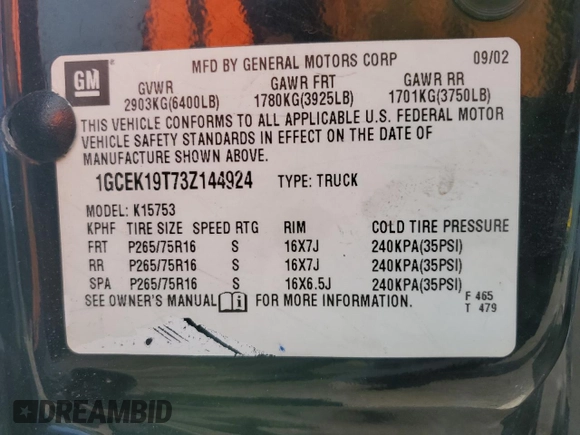 GM
MFD BY GENERAL MOTORS CORP 09/02
GVWR GAWR FRT GAWR RR
2903KG(6400LB) 1780KG(3925LB) 1701KG(3750LB)
THIS VEHICLE CONFORMS TO ALL APPLICABLE U.S. FEDERAL MOTOR
VEHICLE SAFETY STANDARDS IN EFFECT ON THE DATE OF
MANUFACTURE SHOWN ABOVE.
1GCEK19T73Z144924 TYPE: TRUCK
MODEL: K15753
KPHF TIRE SIZE SPEED RTG RIM COLD TIRE PRESSURE
FRT P265/75R16 S 16X7J 240KPA(35PSI)
RR P265/75R16 S 16X7J 240KPA(35PSI)
SPA P265/75R16 S 16X6.5J 240KPA(35PSI)
SEE OWNER'S MANUAL FOR MORE INFORMATION.
F 465
T 479
DREAMBID